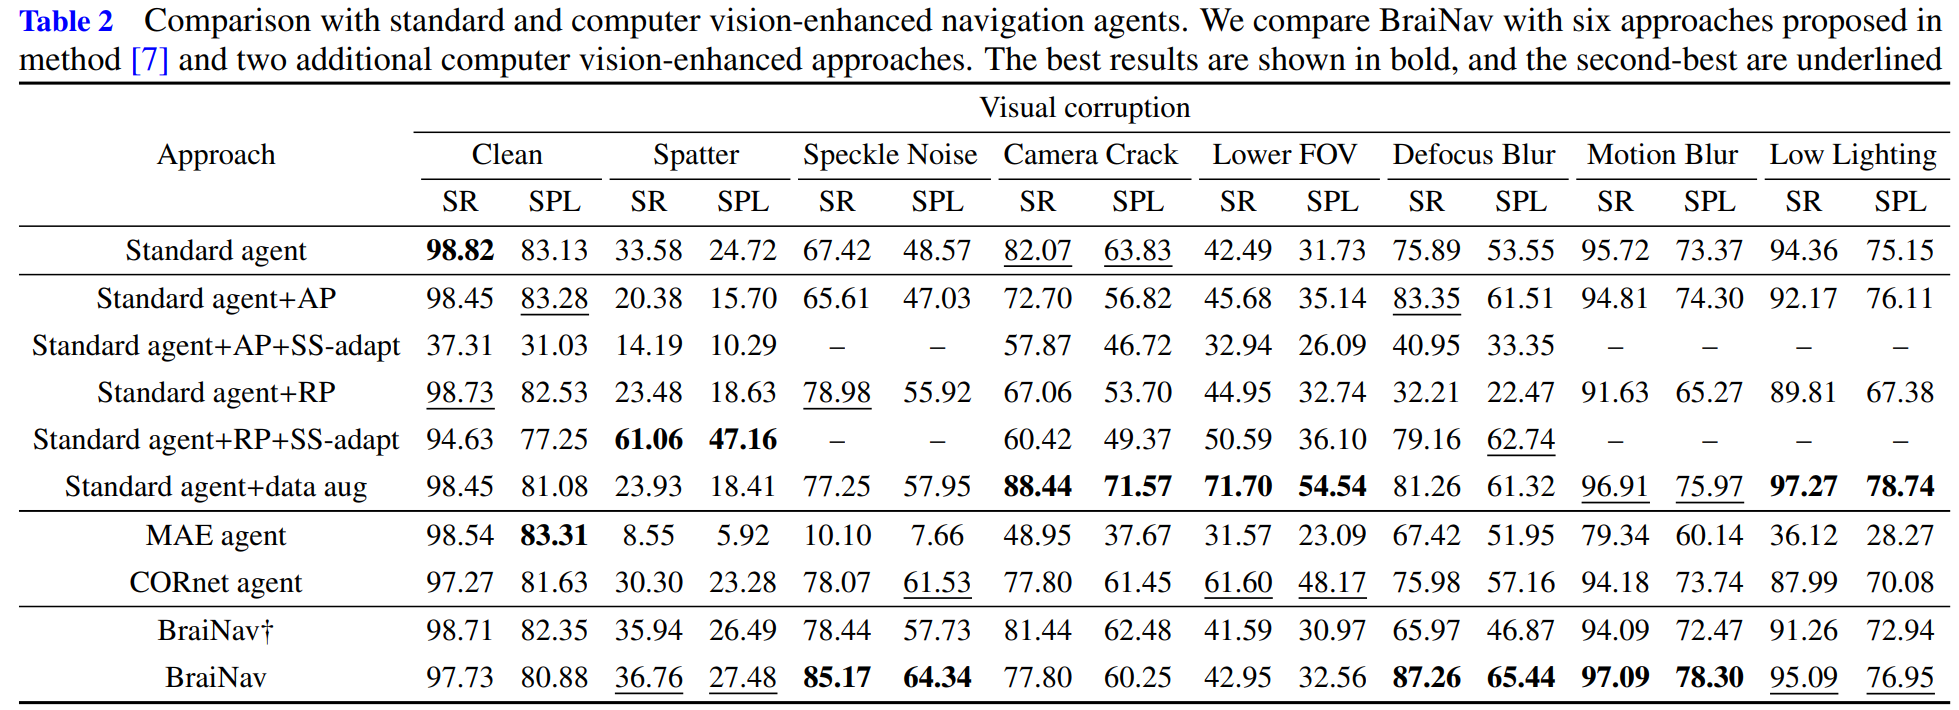 Table 2 Comparison with standard and computer vision-enhanced navigation agents. We compare BraiNav with six approaches proposed in
method [7] and two additional computer vision-enhanced approaches. The best results are shown in bold, and the second-best are underlined
Visual corruption
Approach Clean Spatter Speckle Noise Camera Crack Lower FOV Defocus Blur Motion Blur Low Lighting
SR SPL SR SPL SR SPL SR SPL SR SPL SR SPL SR SPL SR SPL
Standard agent 98.82 83.13 33.58 24.72 67.42 48.57 82.07 63.83 42.49 31.73 75.89 53.55 95.72 73.37 94.36 75.15
Standard agent+AP 98.45 83.28 20.38 15.70 65.61 47.03 72.70 56.82 45.68 35.14 83.35 61.51 94.81 74.30 92.17 76.11
Standard agent+AP+SS-adapt 37.31 31.03 14.19 10.29 – – 57.87 46.72 32.94 26.09 40.95 33.35 – – – –
Standard agent+RP 98.73 82.53 23.48 18.63 78.98 55.92 67.06 53.70 44.95 32.74 32.21 22.47 91.63 65.27 89.81 67.38
Standard agent+RP+SS-adapt 94.63 77.25 61.06 47.16 – – 60.42 49.37 50.59 36.10 79.16 62.74 – – – –
Standard agent+data aug 98.45 81.08 23.93 18.41 77.25 57.95 88.44 71.57 71.70 54.54 81.26 61.32 96.91 75.97 97.27 78.74
MAE agent 98.54 83.31 8.55 5.92 10.10 7.66 48.95 37.67 31.57 23.09 67.42 51.95 79.34 60.14 36.12 28.27
CORnet agent 97.27 81.63 30.30 23.28 78.07 61.53 77.80 61.45 61.60 48.17 75.98 57.16 94.18 73.74 87.99 70.08
BraiNav† 98.71 82.35 35.94 26.49 78.44 57.73 81.44 62.48 41.59 30.97 65.97 46.87 94.09 72.47 91.26 72.94
BraiNav 97.73 80.88 36.76 27.48 85.17 64.34 77.80 60.25 42.95 32.56 87.26 65.44 97.09 78.30 95.09 76.95